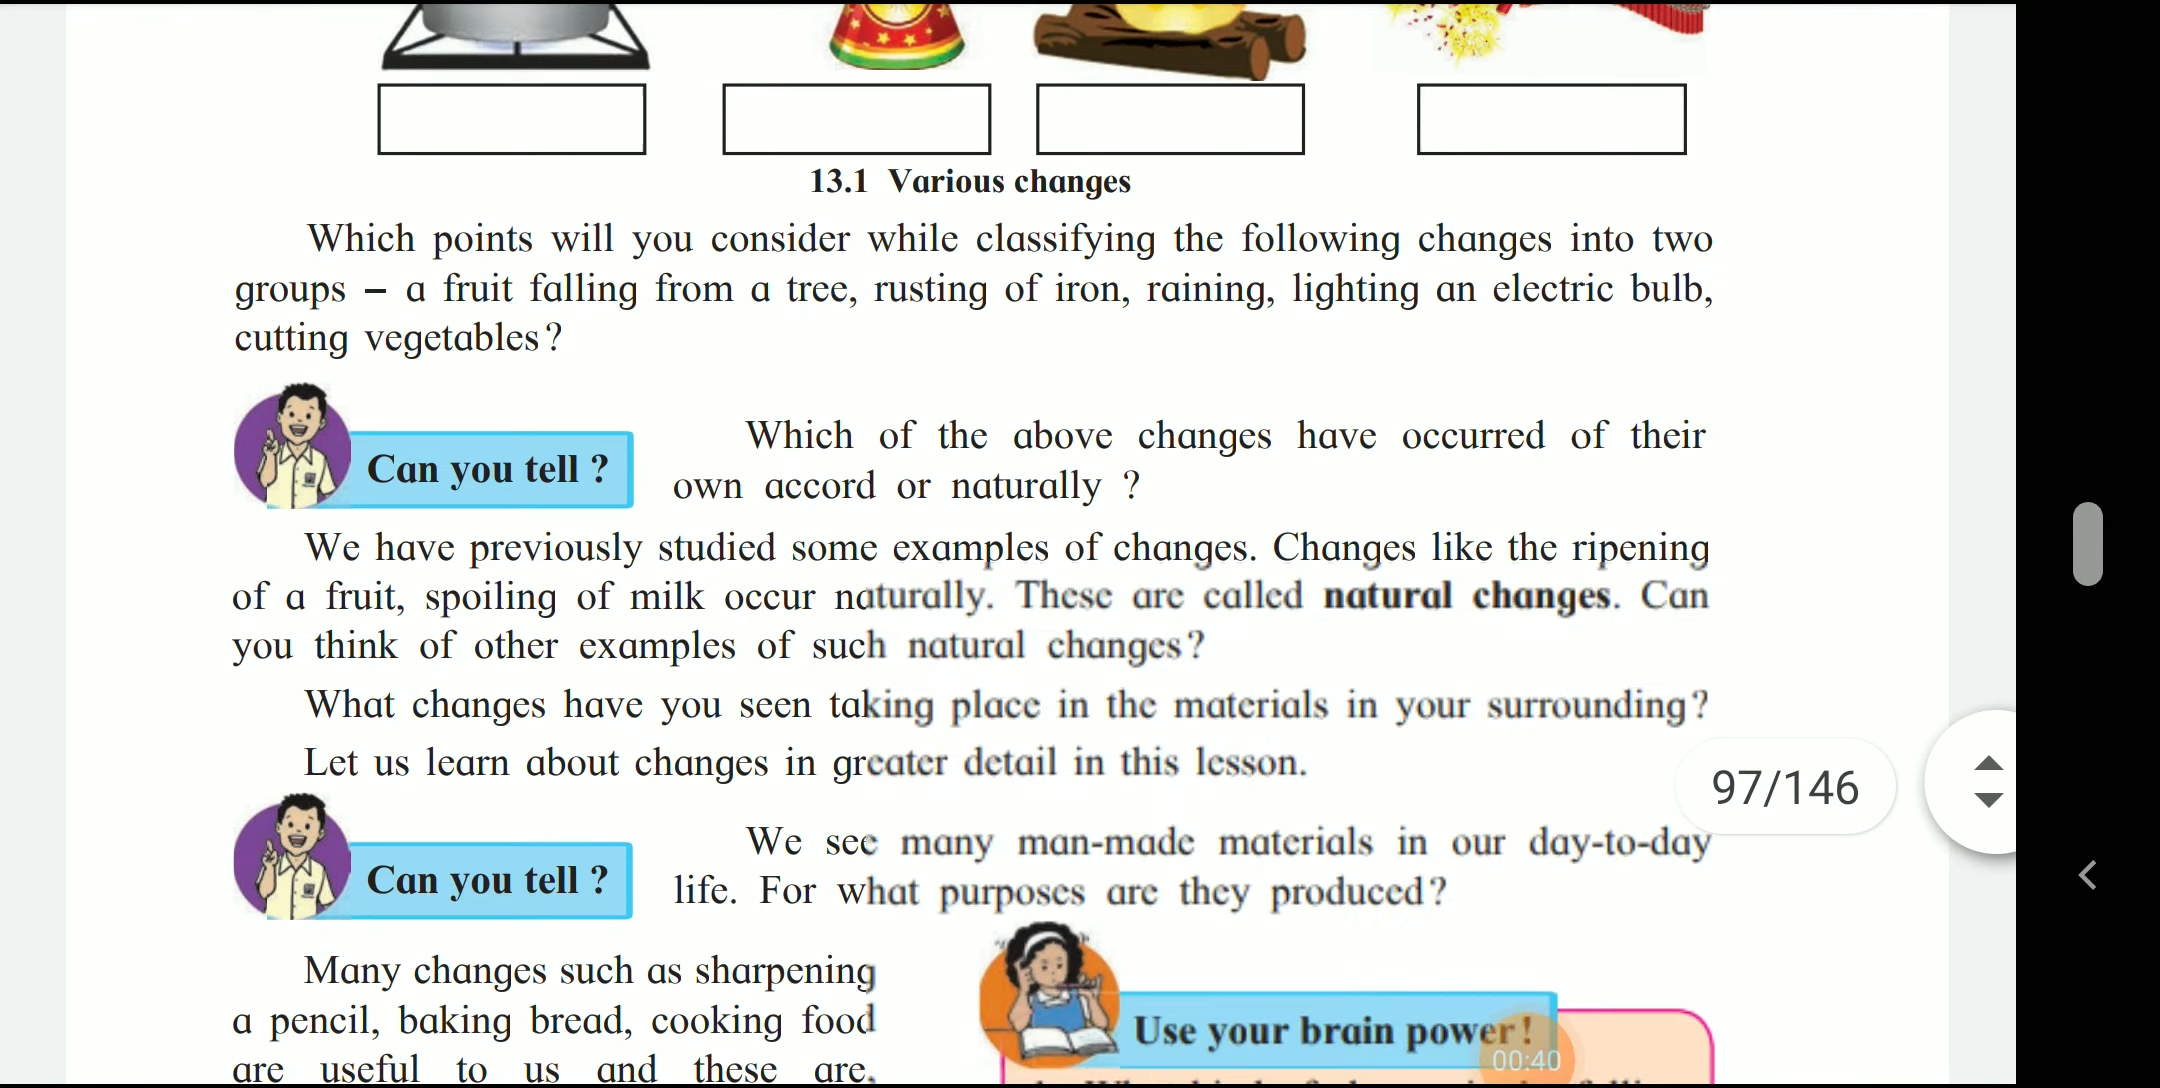 13.1 Various changes
Which points will you consider while classifying the following changes into two
groups – a fruit falling from a tree, rusting of iron, raining, lighting an electric bulb,
cutting vegetables?
Can you tell ?
Which of the above changes have occurred of their
own accord or naturally ?
We have previously studied some examples of changes. Changes like the ripening
of a fruit, spoiling of milk occur naturally. These are called natural changes. Can
you think of other examples of such natural changes?
What changes have you seen taking place in the materials in your surrounding?
Let us learn about changes in greater detail in this lesson.
97/146
Can you tell ?
We see many man-made materials in our day-to-day
life. For what purposes are they produced?
Many changes such as sharpening
a pencil, baking bread, cooking food
are useful to us and these are,
Use your brain power!
00:40